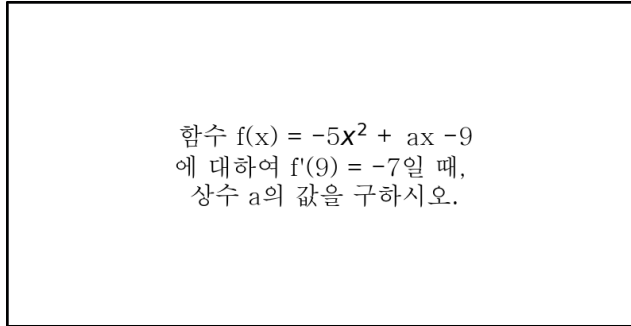 함수 f(x) = −5x² + ax −9
에 대하여 f'(9) = −7일 때,
상수 a의 값을 구하시오.